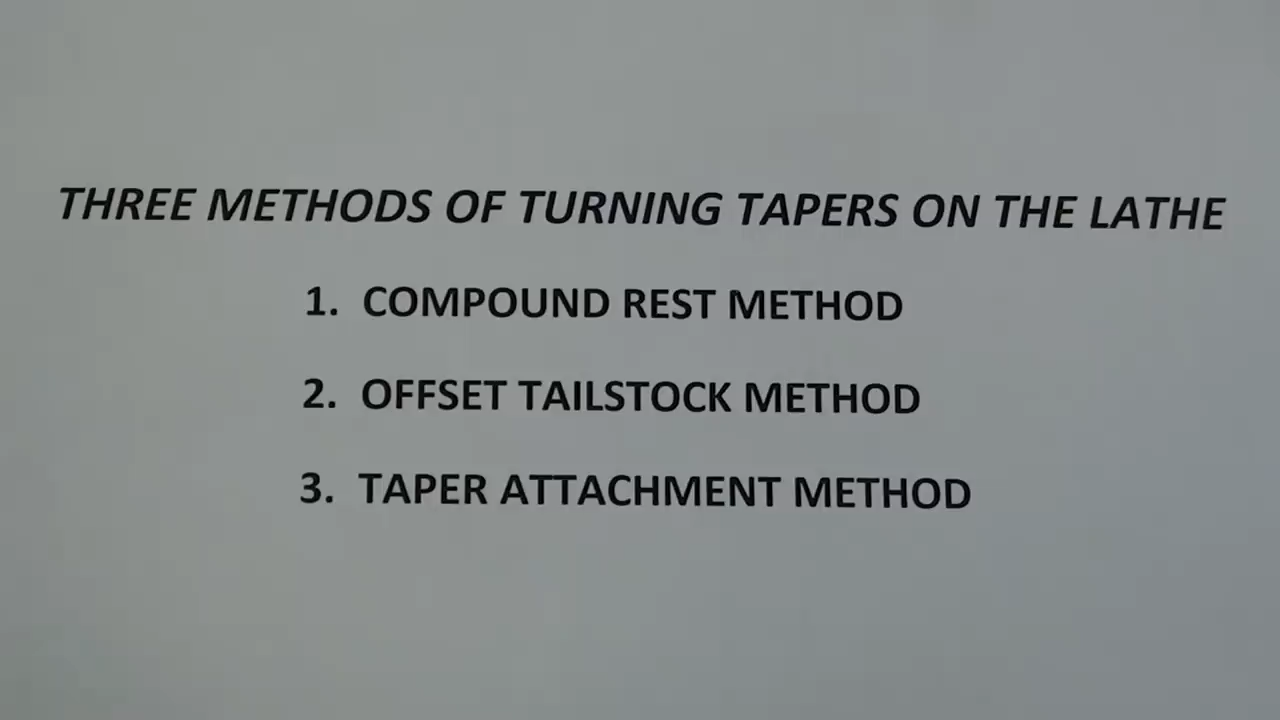 THREE METHODS OF TURNING TAPERS ON THE LATHE
1. COMPOUND REST METHOD
2. OFFSET TAILSTOCK METHOD
3. TAPER ATTACHMENT METHOD